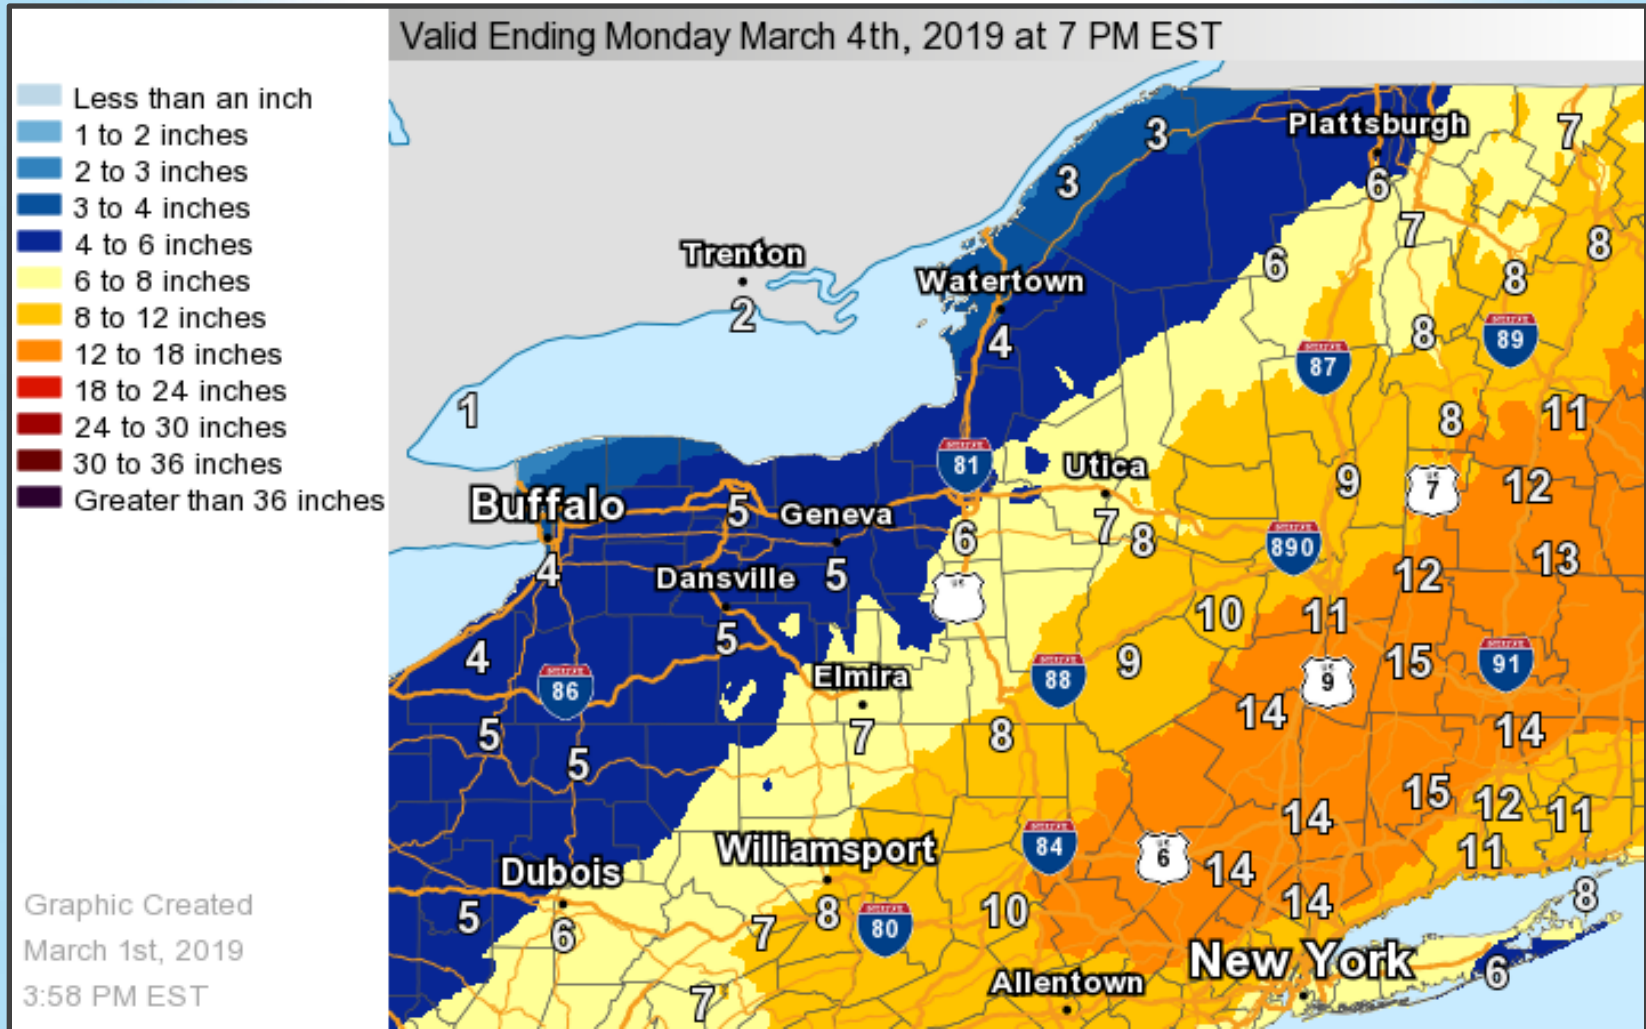 Valid Ending Monday March 4th, 2019 at 7 PM EST
Less than an inch
1 to 2 inches
2 to 3 inches
3 to 4 inches
4 to 6 inches
6 to 8 inches
8 to 12 inches
12 to 18 inches
18 to 24 inches
24 to 30 inches
30 to 36 inches
Greater than 36 inches
Graphic Created
March 1st, 2019
3:58 PM EST
Plattsburgh
3
7
3
6
7
8
Trenton
6
8
Watertown
2
4
8
89
87
1
8
11
81
Utica
9
US
7
12
Buffalo
5
Geneva
7
8
6
890
13
4
Dansville
5
12
US
10
11
5
4
Elmira
9
15
91
86
88
US
9
14
5
7
8
14
5
15
12
11
14
Williamsport
84
US
6
11
Dubois
14
8
5
8
10
14
6
7
80
New York
6
7
Allentown